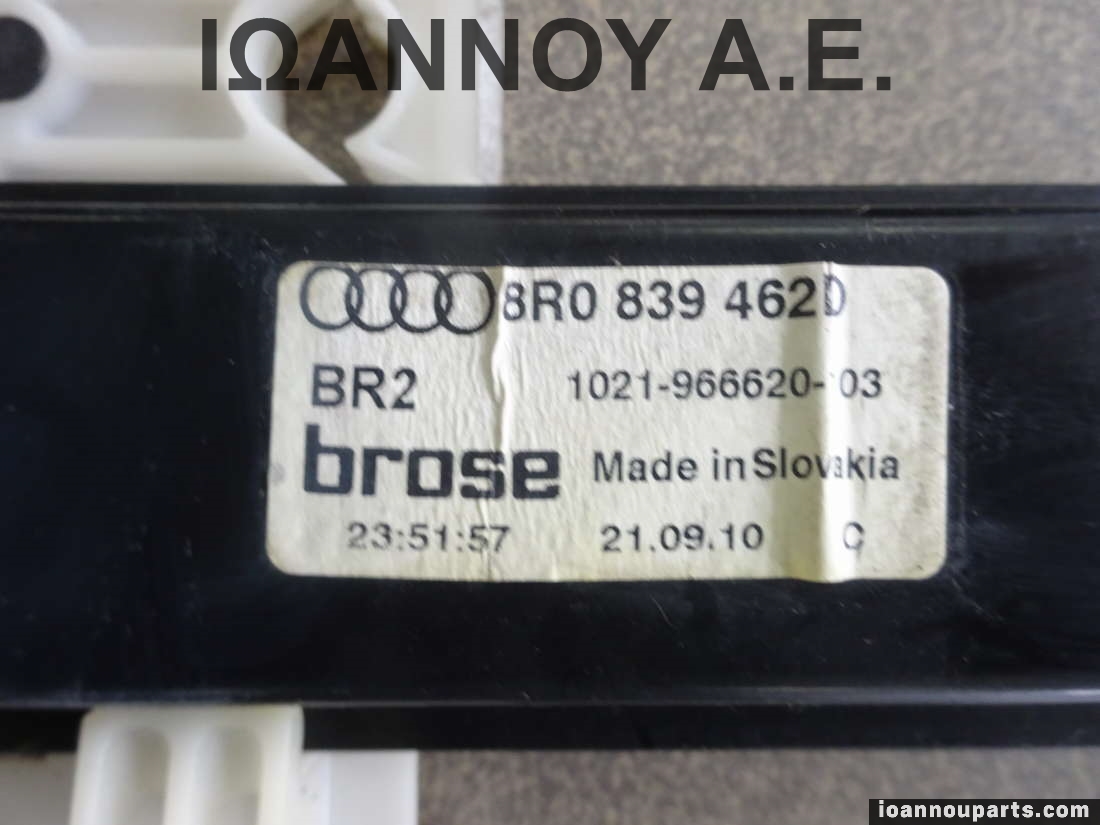 ΙΩΑΝΝΟΥ Α.Ε.
8R0 839 462D
BR2 1021-966620-103
brose Made in Slovakia
23:51:57 21.09.10 C
ioannouparts.com